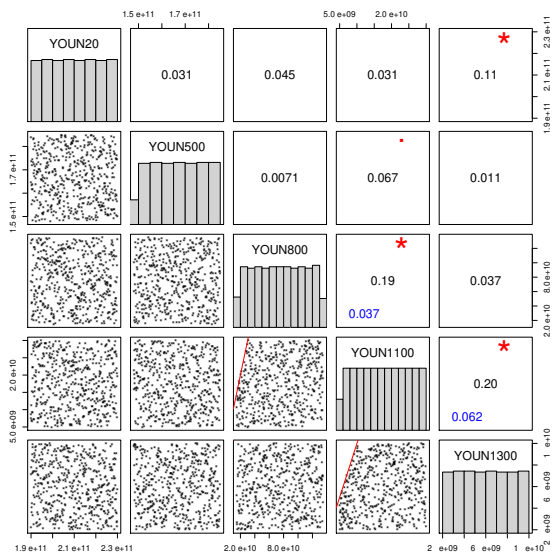 1.5 e+11 1.7 e+11 5.0 e+09 2.0 e+10
YOUN20 0.031 0.045 0.031 0.11 *
1.9 e+11 2.1 e+11 2.3 e+11
YOUN500 0.0071 0.067 . 0.011
1.5 e+11 1.7 e+11
YOUN800 0.19 * 0.037 0.037
2.0 e+10 8.0 e+10
YOUN1100 0.20 * 0.062
5.0 e+09 2.0 e+10
YOUN1300
2 e+09 6 e+09 1 e+10
1.9 e+11 2.1 e+11 2.3 e+11 2.0 e+10 8.0 e+10 2 e+09 6 e+09 1 e+10